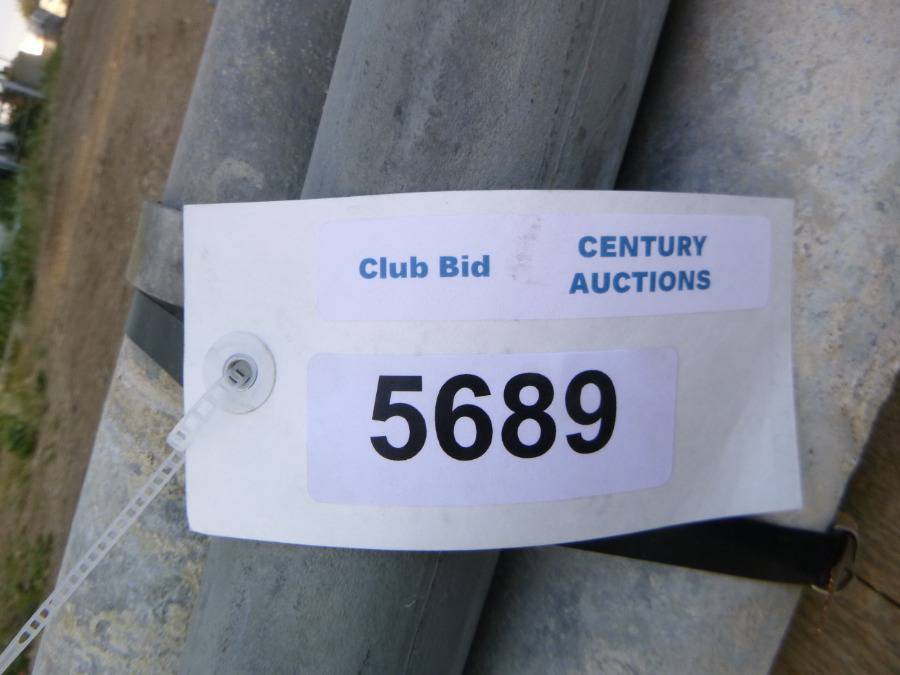 Club Bid
CENTURY
AUCTIONS
5689